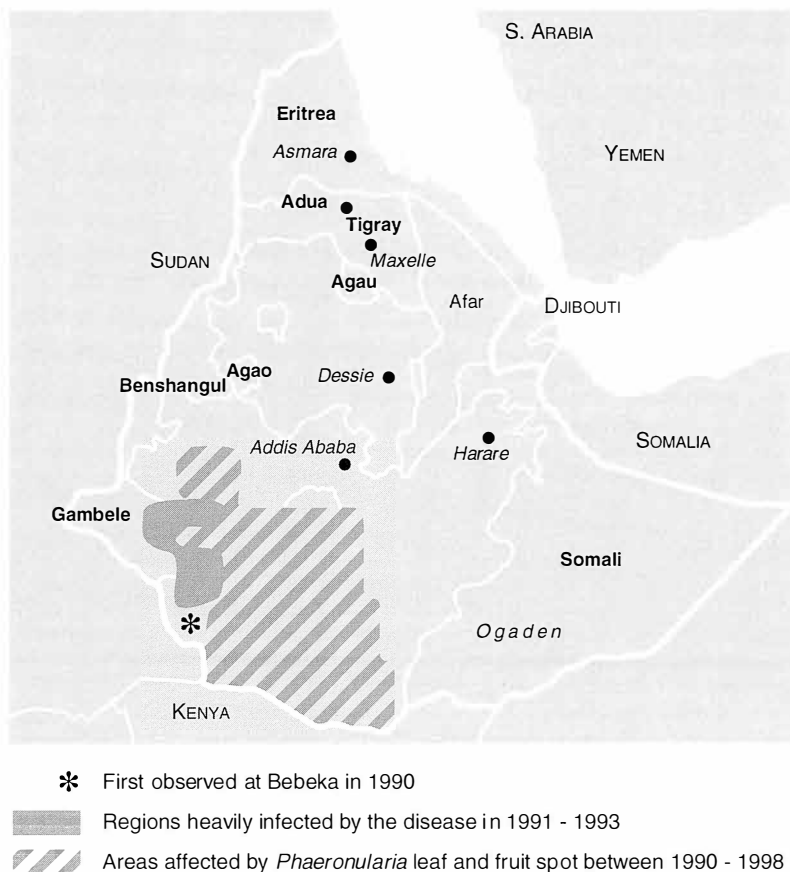 S. ARABIA
Eritrea
Asmara
YEMEN
Adua
Tigray
SUDAN
Maxelle
Agau
Afar
DJIBOUTI
Agao
Dessie
Benshangul
Addis Ababa
Harare
SOMALIA
Gambele
Somali
*
Ogaden
KENYA
* First observed at Bebeka in 1990
Regions heavily infected by the disease in 1991 - 1993
Areas affected by Phaeronularia leaf and fruit spot between 1990 - 1998